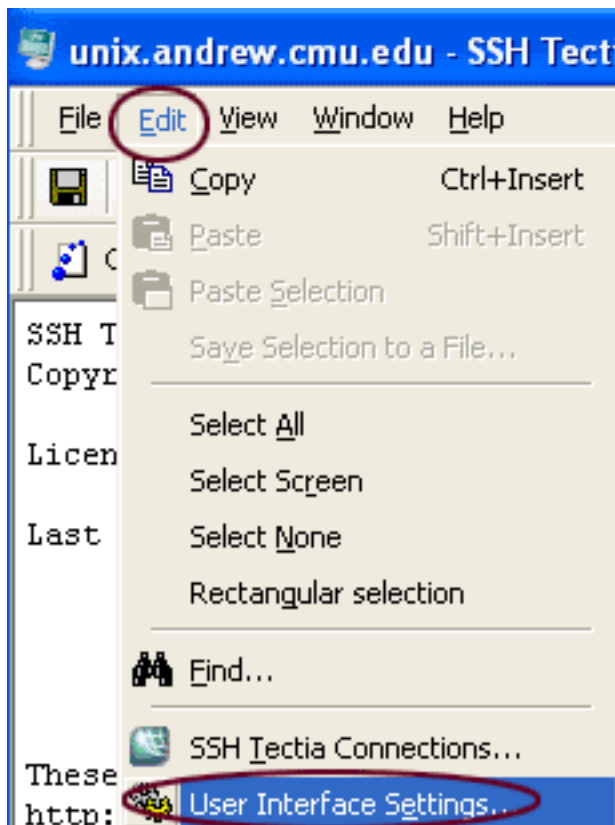 unix.andrew.cmu.edu - SSH Tect
File Edit View Window Help
Copy Ctrl+Insert
Paste Shift+Insert
Paste Selection
Save Selection to a File...
Select All
Select Screen
Select None
Rectangular selection
Find...
SSH Tectia Connections...
User Interface Settings...
SSH T
Copyr
Licen
Last
These
http: